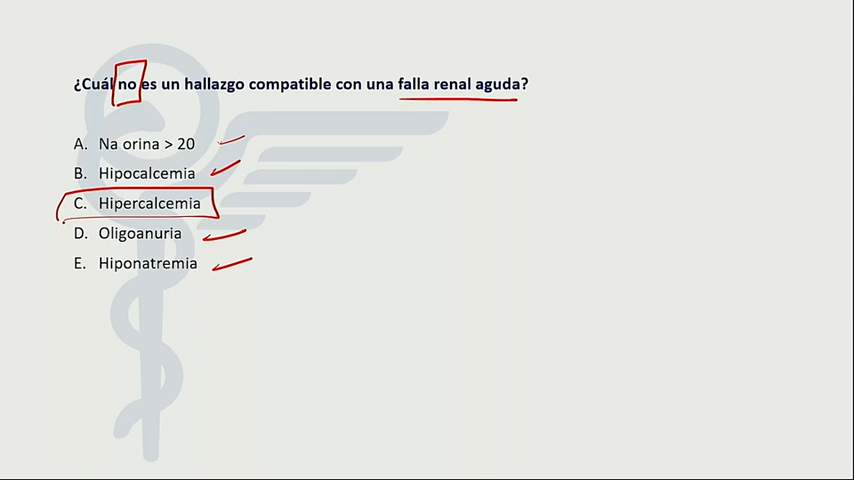 ¿Cuál no es un hallazgo compatible con una falla renal aguda?
A. Na orina > 20
B. Hipocalcemia
C. Hipercalcemia
D. Oligoanuria
E. Hiponatremia